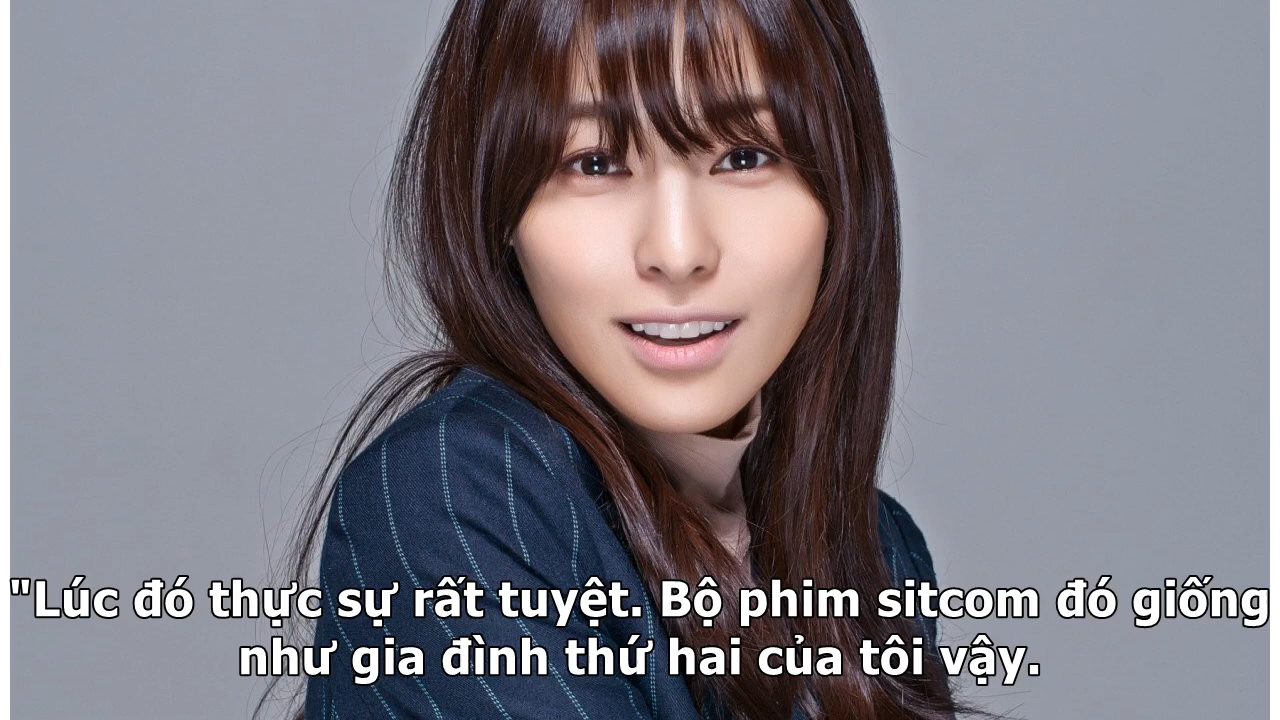 "Lúc đó thực sự rất tuyệt. Bộ phim sitcom đó giống
như gia đình thứ hai của tôi vậy.